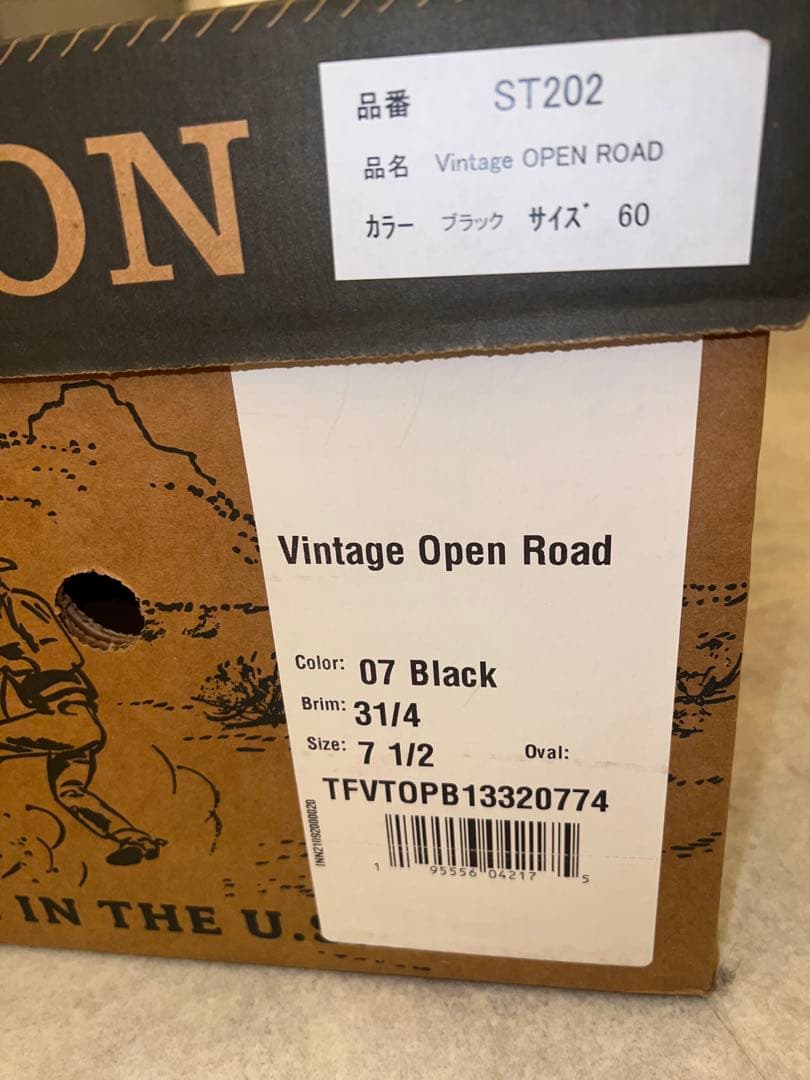 ON
品番 ST202
品名 Vintage OPEN ROAD
カラー ブラック サイズ 60
Vintage Open Road
Color: 07 Black
Brim: 31/4
Size: 7 1/2 Oval:
TFVTOPB13320774
INN21092000020
1 95556 04217 5
IN THE U.S.